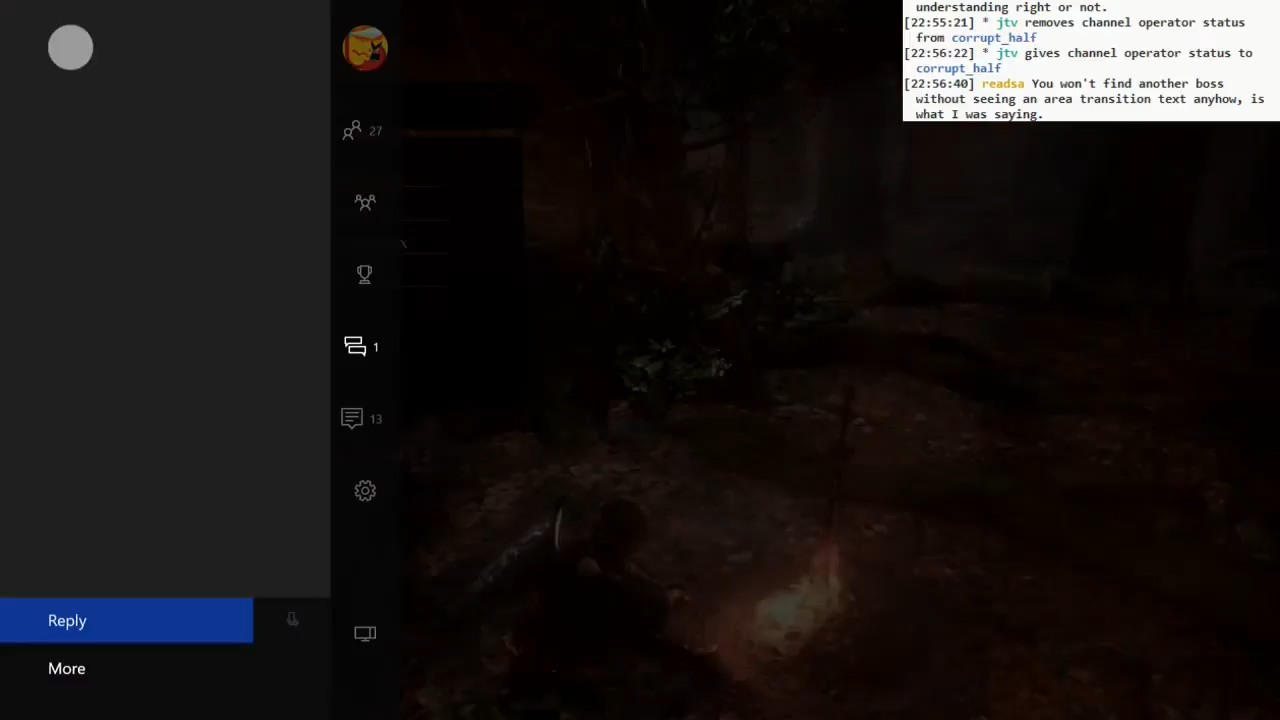 understanding right or not.
[22:55:21] * jtv removes channel operator status
from corrupt_half
[22:56:22] * jtv gives channel operator status to
corrupt_half
[22:56:40] readsa You won't find another boss
without seeing an area transition text anyhow, is
what I was saying.
27
x
1
13
Reply
More